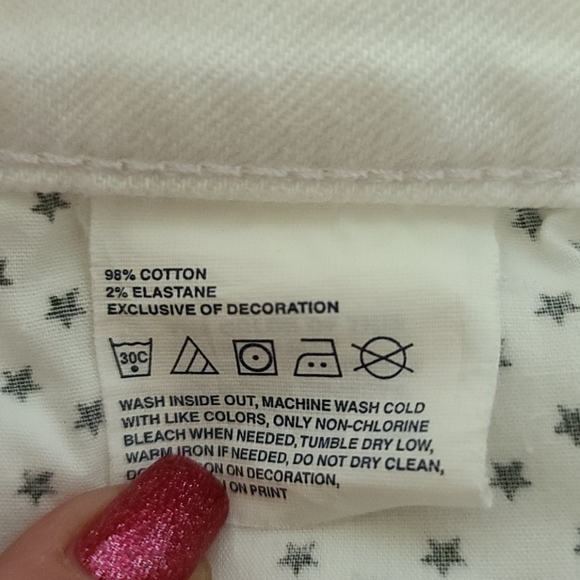 98% COTTON
2% ELASTANE
EXCLUSIVE OF DECORATION
30C
WASH INSIDE OUT, MACHINE WASH COLD
WITH LIKE COLORS, ONLY NON-CHLORINE
BLEACH WHEN NEEDED, TUMBLE DRY LOW,
WARM IRON IF NEEDED, DO NOT DRY CLEAN,
ON DECORATION,
ON PRINT